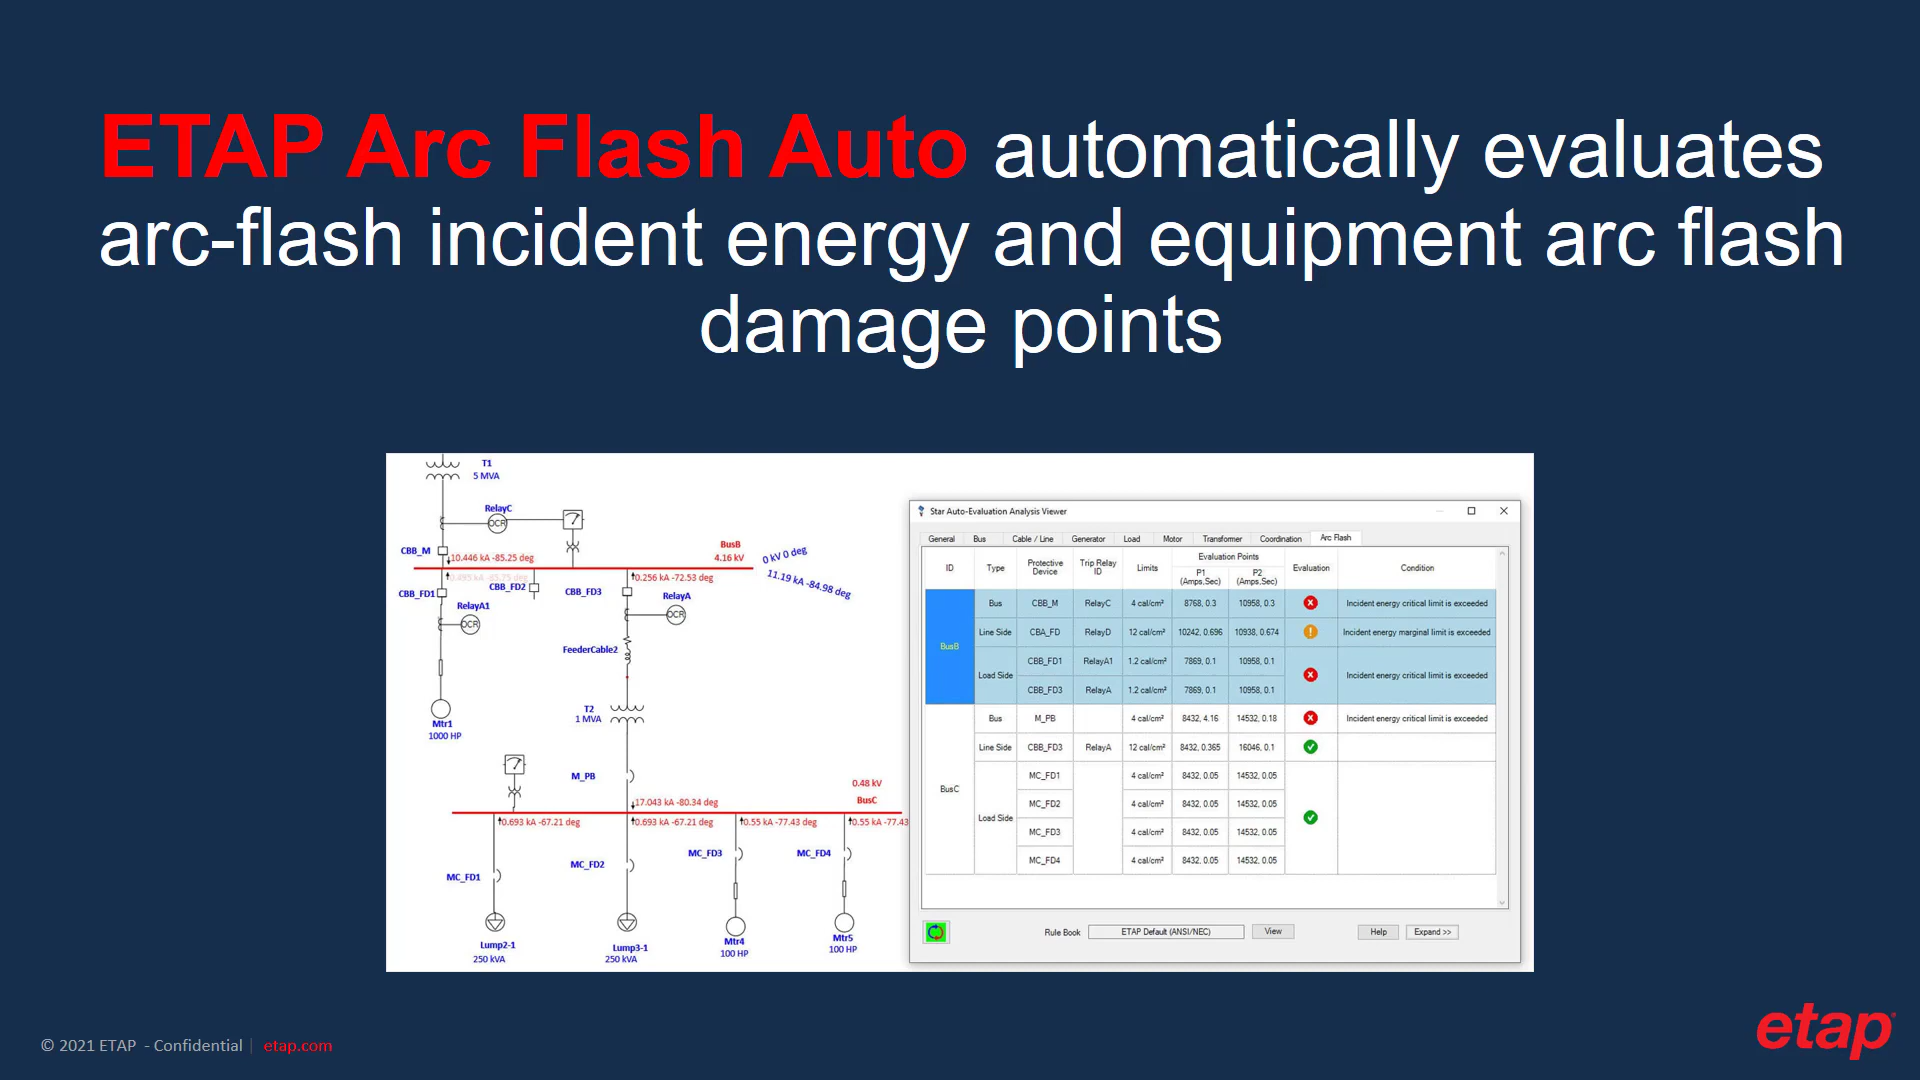 ETAP Arc Flash Auto automatically evaluates
arc-flash incident energy and equipment arc flash
damage points
T1
5 MVA
RelayC
OCR
CBB_M
10.446 kA -85.25 deg
BusB
4.16 kV
0 kV 0 deg
11.19 kA -84.98 deg
CBB_FD1
CBB_FD2
CBB_FD3
0.256 kA -72.53 deg
RelayA1
OCR
RelayA
OCR
FeederCable2
Mtr1
1000 HP
T2
1 MVA
M_PB
17.043 kA -80.34 deg
0.48 kV
BusC
0.693 kA -67.21 deg
0.693 kA -67.21 deg
0.55 kA -77.43 deg
0.55 kA -77.43
MC_FD1
MC_FD2
MC_FD3
MC_FD4
Lump2-1
250 kVA
Lump3-1
250 kVA
Mtr4
100 HP
Mtr5
100 HP
Star Auto-Evaluation Analysis Viewer
General Bus Cable / Line Generator Load Motor Transformer Coordination Arc Flash
ID Type Protective Device Trip Relay ID Limits Evaluation Points P1 (Amps,Sec) P2 (Amps,Sec) Evaluation Condition
BusB
Bus CBB_M RelayC 4 cal/cm² 8768, 0.3 10958, 0.3 Incident energy critical limit is exceeded
Line Side CBA_FD RelayD 12 cal/cm² 10242, 0.696 10938, 0.674 Incident energy marginal limit is exceeded
Load Side CBB_FD1 RelayA1 1.2 cal/cm² 7869, 0.1 10958, 0.1 Incident energy critical limit is exceeded
CBB_FD3 RelayA 1.2 cal/cm² 7869, 0.1 10958, 0.1
BusC
Bus M_PB 4 cal/cm² 8432, 4.16 14532, 0.18 Incident energy critical limit is exceeded
Line Side CBB_FD3 RelayA 12 cal/cm² 8432, 0.365 16046, 0.1
Load Side MC_FD1 4 cal/cm² 8432, 0.05 14532, 0.05
MC_FD2 4 cal/cm² 8432, 0.05 14532, 0.05
MC_FD3 4 cal/cm² 8432, 0.05 14532, 0.05
MC_FD4 4 cal/cm² 8432, 0.05 14532, 0.05
Rule Book ETAP Default (ANSI/NEC) View Help Expand >>
© 2021 ETAP - Confidential | etap.com
etap